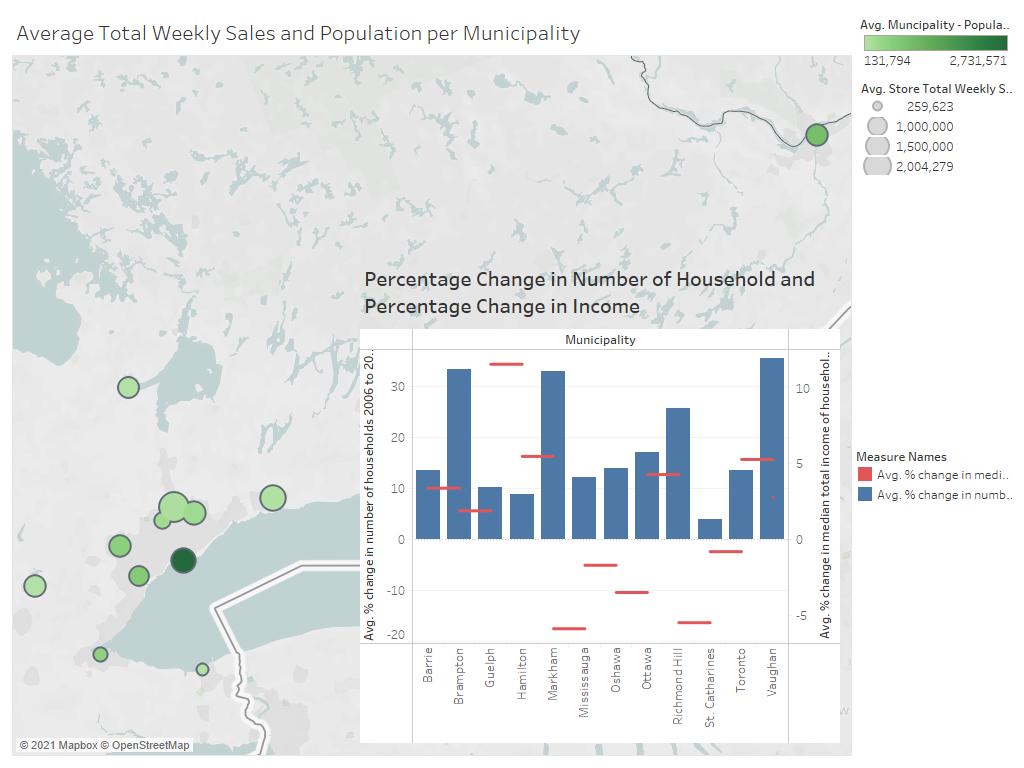 Average Total Weekly Sales and Population per Municipality
Avg. Muncipality - Popula..
131,794 2,731,571
Avg. Store Total Weekly S..
259,623
1,000,000
1,500,000
2,004,279
Percentage Change in Number of Household and
Percentage Change in Income
Municipality
Avg. % change in number of households 2006 to 20..
30
20
10
0
-10
-20
10
5
0
-5
Avg. % change in median total income of househol..
Barrie
Brampton
Guelph
Hamilton
Markham
Mississauga
Oshawa
Ottawa
Richmond Hill
St. Catharines
Toronto
Vaughan
Measure Names
Avg. % change in medi..
Avg. % change in numb..
© 2021 Mapbox © OpenStreetMap